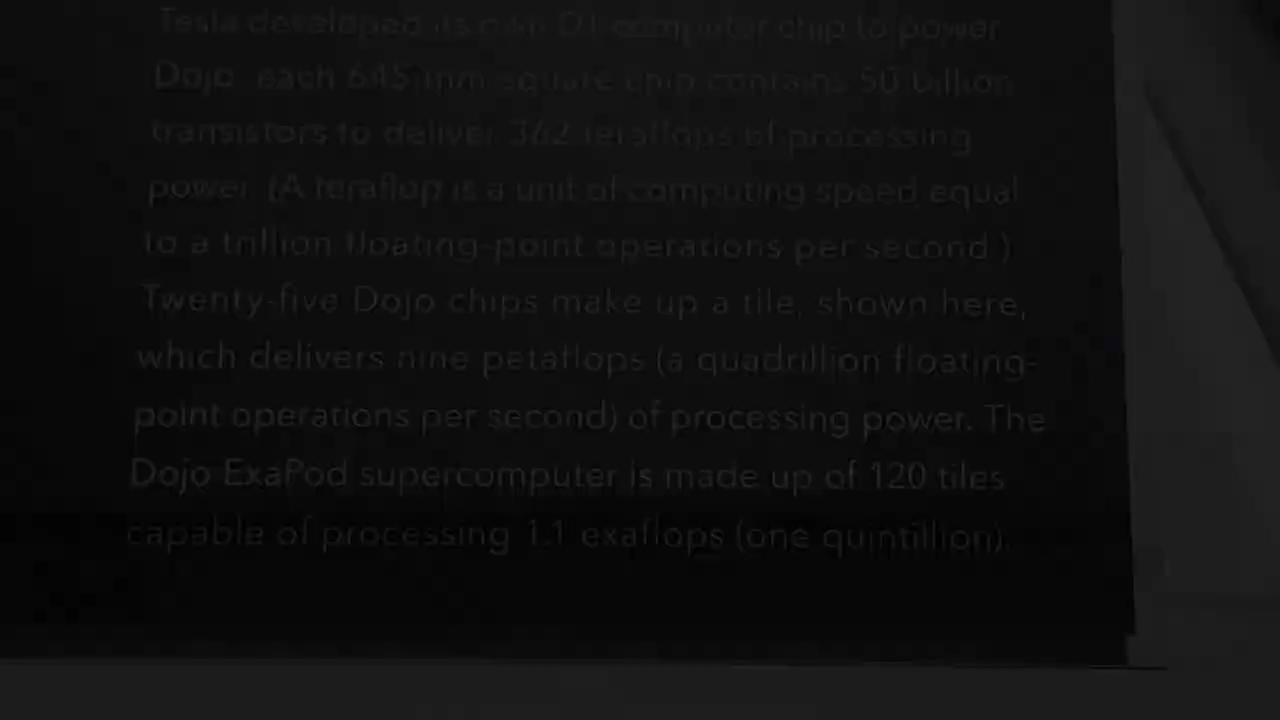 Tesla developed its own D1 computer chip to power
Dojo. each 645 mm square chip contains 50 billion
transistors to deliver 362 teraflops of processing
power. (A teraflop is a unit of computing speed equal
to a trillion floating-point operations per second.)
Twenty-five Dojo chips make up a tile, shown here,
which delivers nine petaflops (a quadrillion floating-
point operations per second) of processing power. The
Dojo ExaPod supercomputer is made up of 120 tiles
capable of processing 1.1 exaflops (one quintillion).